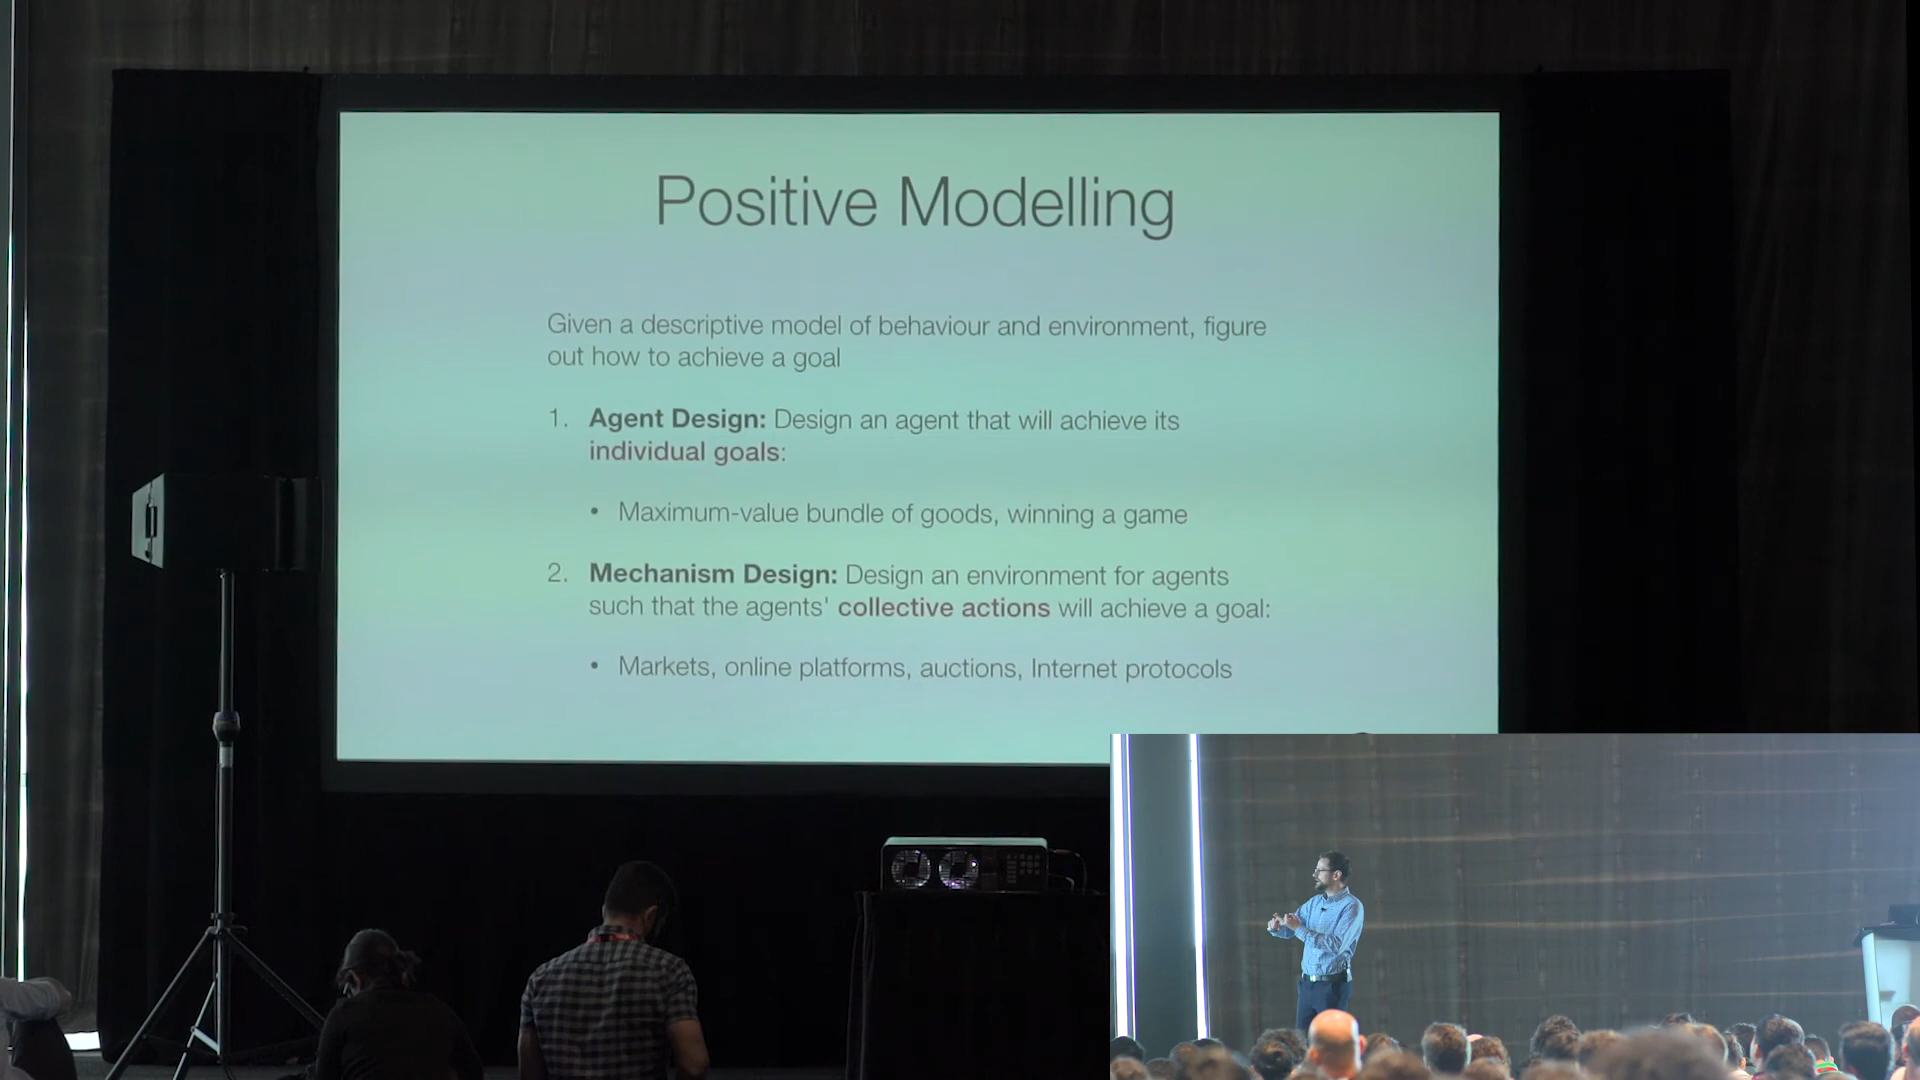 Positive Modelling
Given a descriptive model of behaviour and environment, figure
out how to achieve a goal
1. Agent Design: Design an agent that will achieve its
individual goals:
• Maximum-value bundle of goods, winning a game
2. Mechanism Design: Design an environment for agents
such that the agents' collective actions will achieve a goal:
• Markets, online platforms, auctions, Internet protocols